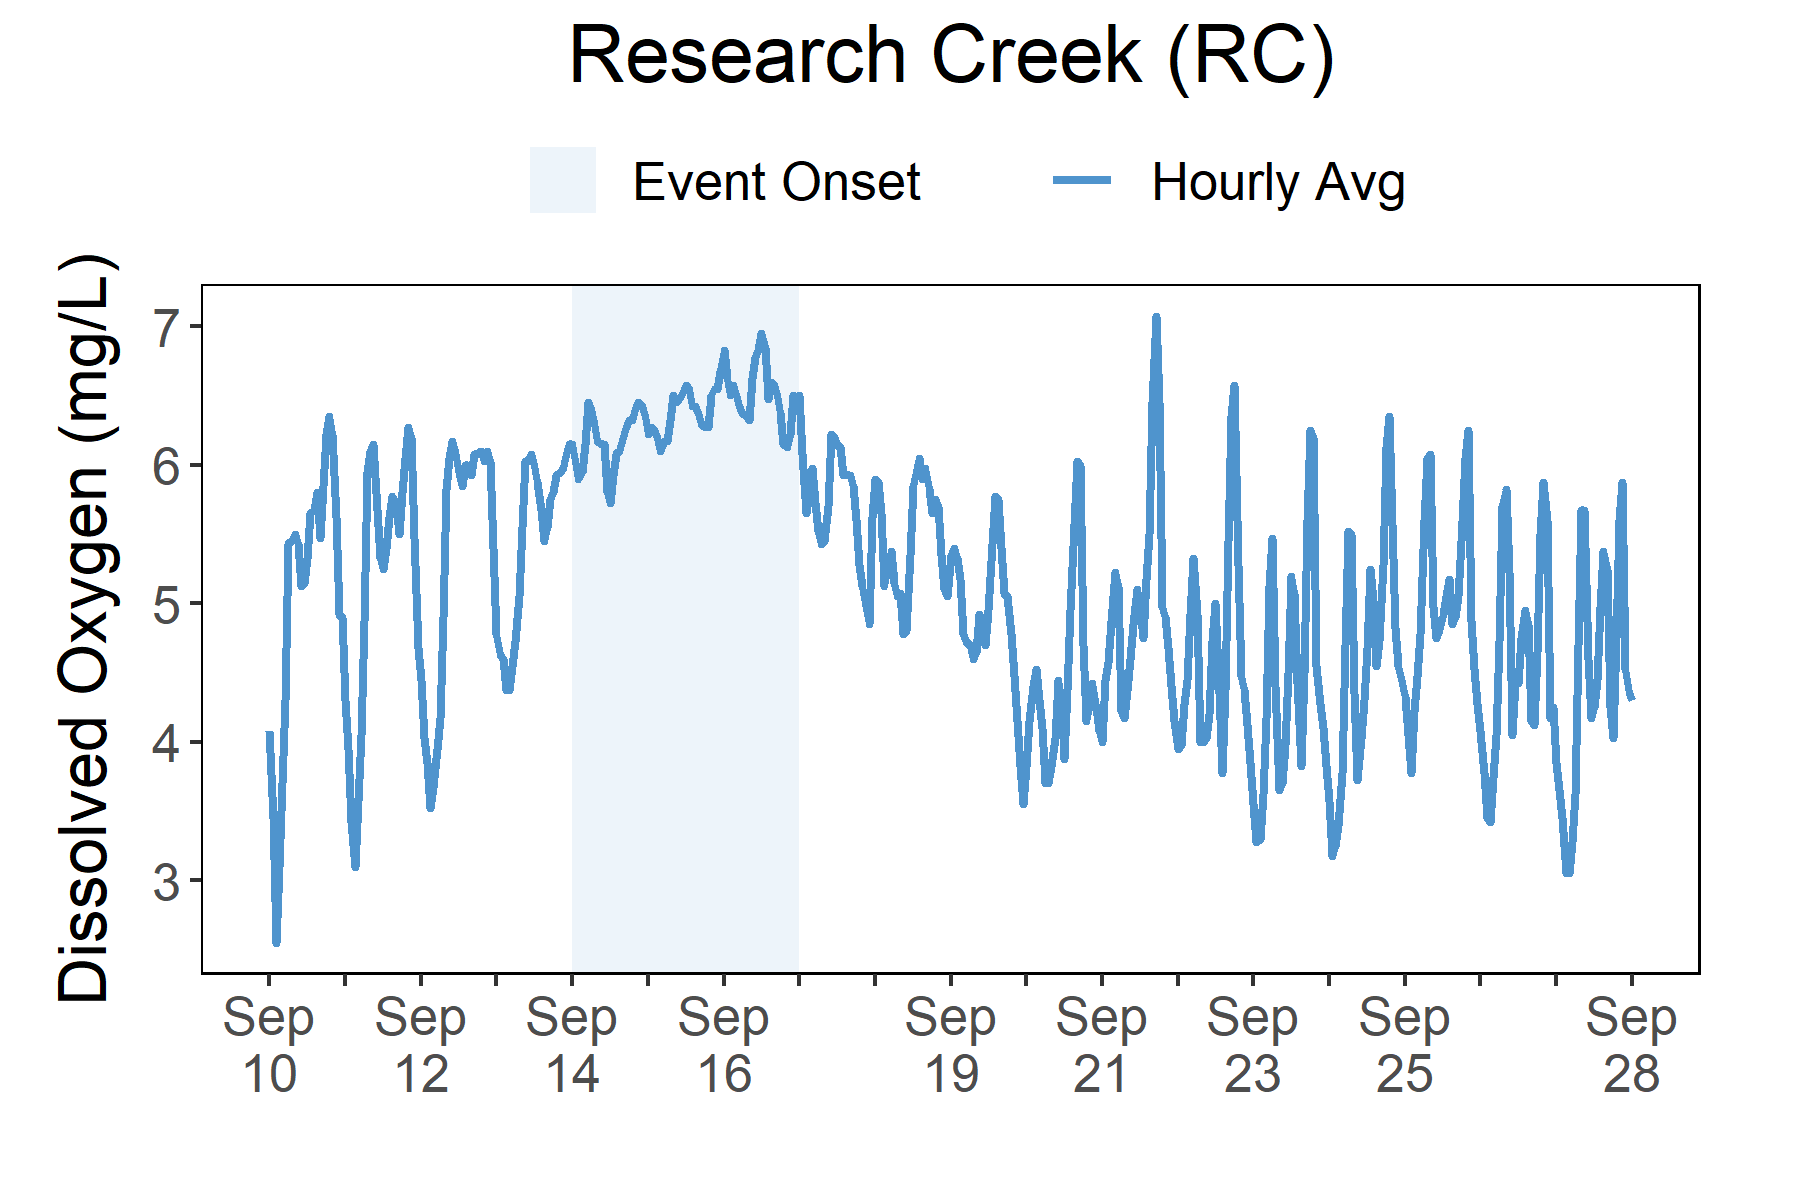 Research Creek (RC)
Event Onset
Hourly Avg
Dissolved Oxygen (mg/L)
7
6
5
4
3
Sep Sep Sep Sep Sep Sep Sep Sep Sep
10 12 14 16 19 21 23 25 28